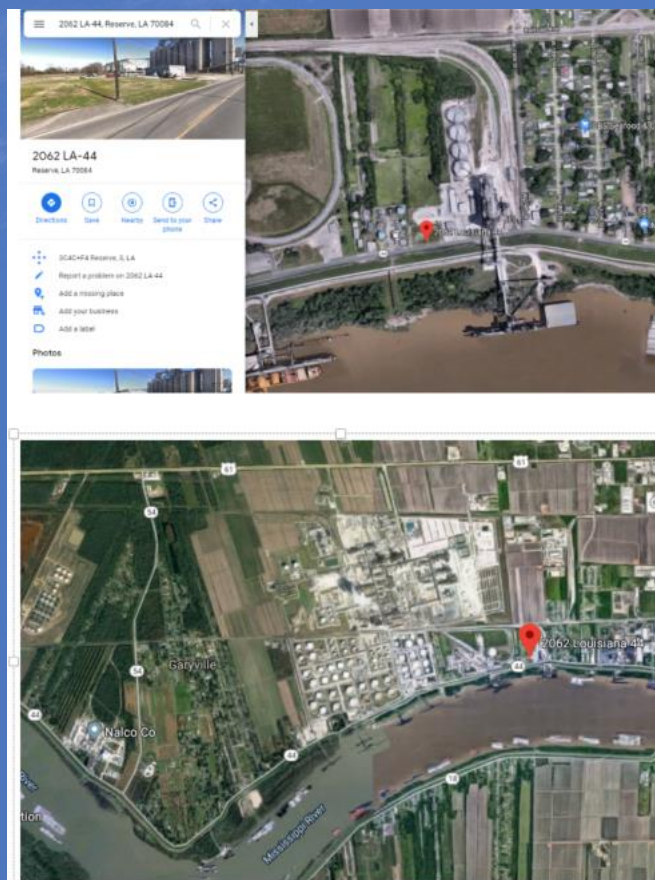 2062 LA-44, Reserve, LA 70084
2062 LA-44
Reserve, LA 70084
Directions
Save
Nearby
Send to your
phone
Share
3C4C+F4 Reserve, LA
Report a problem on 2062 LA-44
Add a missing place
Add your business
Add a label
Photos
61
61
54
54
Garyville
2062 Louisiana 44
44
44
44
Nalco Co
18
River
tion
Mississippi River